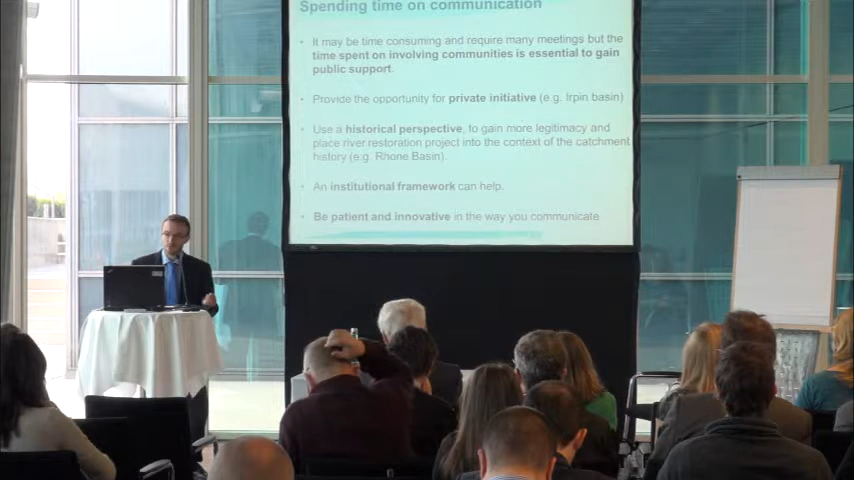 Spending time on communication
• It may be time consuming and require many meetings but the
time spent on involving communities is essential to gain
public support.
• Provide the opportunity for private initiative (e.g. Irpin basin)
• Use a historical perspective, to gain more legitimacy and
place river restoration project into the context of the catchment
history (e.g. Rhone Basin).
• An institutional framework can help.
• Be patient and innovative in the way you communicate